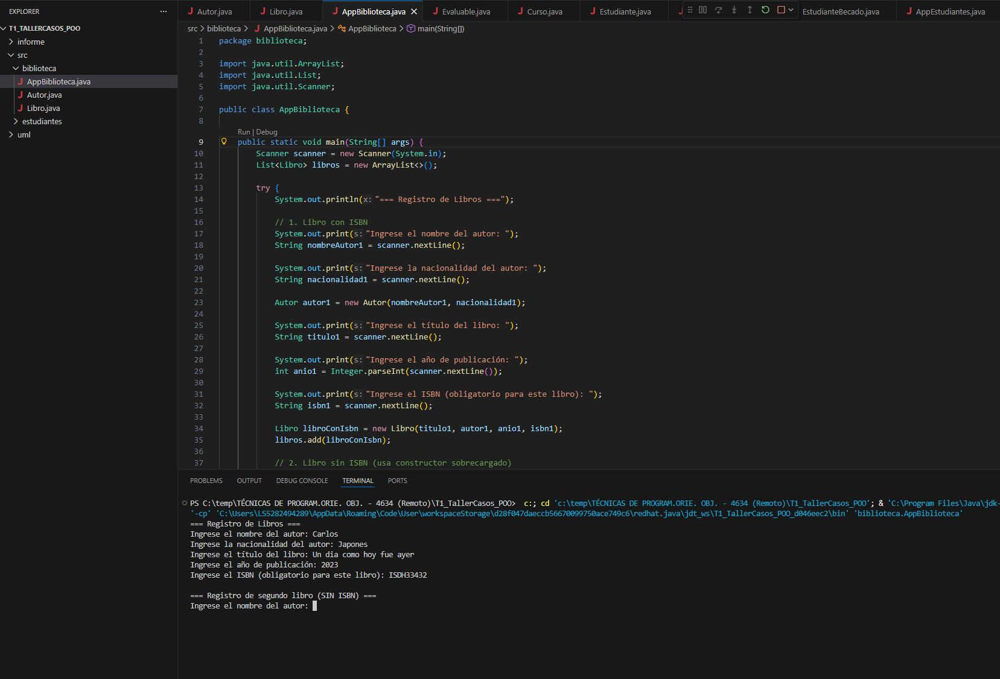 EXPLORER
···
T1_TALLERCASOS_POO
informe
src
biblioteca
AppBiblioteca.java
Autor.java
Libro.java
estudiantes
uml
Autor.java
Libro.java
AppBiblioteca.java
Evaluable.java
Curso.java
Estudiante.java
EstudianteBecado.java
AppEstudiantes.java
src > biblioteca > AppBiblioteca.java > AppBiblioteca > main(String[])
1 package biblioteca;
2
3 import java.util.ArrayList;
4 import java.util.List;
5 import java.util.Scanner;
6
7 public class AppBiblioteca {
8
Run | Debug
9 public static void main(String[] args) {
10 Scanner scanner = new Scanner(System.in);
11 List<Libro> libros = new ArrayList<>();
12
13 try {
14 System.out.println(x: "=== Registro de Libros ===");
15
16 // 1. Libro con ISBN
17 System.out.print(s: "Ingrese el nombre del autor: ");
18 String nombreAutor1 = scanner.nextLine();
19
20 System.out.print(s: "Ingrese la nacionalidad del autor: ");
21 String nacionalidad1 = scanner.nextLine();
22
23 Autor autor1 = new Autor(nombreAutor1, nacionalidad1);
24
25 System.out.print(s: "Ingrese el título del libro: ");
26 String titulo1 = scanner.nextLine();
27
28 System.out.print(s: "Ingrese el año de publicación: ");
29 int anio1 = Integer.parseInt(scanner.nextLine());
30
31 System.out.print(s: "Ingrese el ISBN (obligatorio para este libro): ");
32 String isbn1 = scanner.nextLine();
33
34 Libro libroConIsbn = new Libro(titulo1, autor1, anio1, isbn1);
35 libros.add(libroConIsbn);
36
37 // 2. Libro sin ISBN (usa constructor sobrecargado)
PROBLEMS OUTPUT DEBUG CONSOLE TERMINAL PORTS
PS C:\temp\TÉCNICAS DE PROGRAM.ORIE. OBJ. - 4634 (Remoto)\T1_TallerCasos_POO> c:; cd 'c:\temp\TÉCNICAS DE PROGRAM.ORIE. OBJ. - 4634 (Remoto)\T1_TallerCasos_POO'; & 'C:\Program Files\Java\jdk-
'-cp' 'C:\Users\LS5282494289\AppData\Roaming\Code\User\workspaceStorage\d28f047daeccb56670099750ace749c6\redhat.java\jdt_ws\T1_TallerCasos_POO_d046eec2\bin' 'biblioteca.AppBiblioteca'
=== Registro de Libros ===
Ingrese el nombre del autor: Carlos
Ingrese la nacionalidad del autor: Japones
Ingrese el título del libro: Un dia como hoy fue ayer
Ingrese el año de publicación: 2023
Ingrese el ISBN (obligatorio para este libro): ISDH33432

=== Registro de segundo libro (SIN ISBN) ===
Ingrese el nombre del autor: